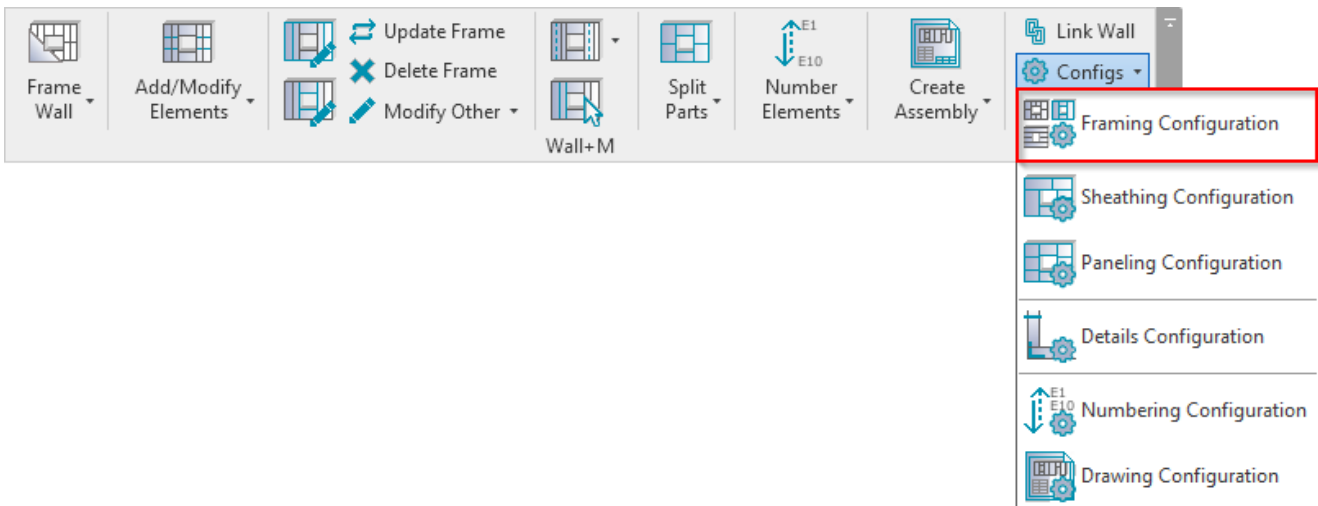 Frame
Wall
Add/Modify
Elements
Update Frame
Delete Frame
Modify Other
Wall+M
Split
Parts
E1
E10
Number
Elements
Create
Assembly
Link Wall
Configs
Framing Configuration
Sheathing Configuration
Paneling Configuration
Details Configuration
E1
E10
Numbering Configuration
Drawing Configuration